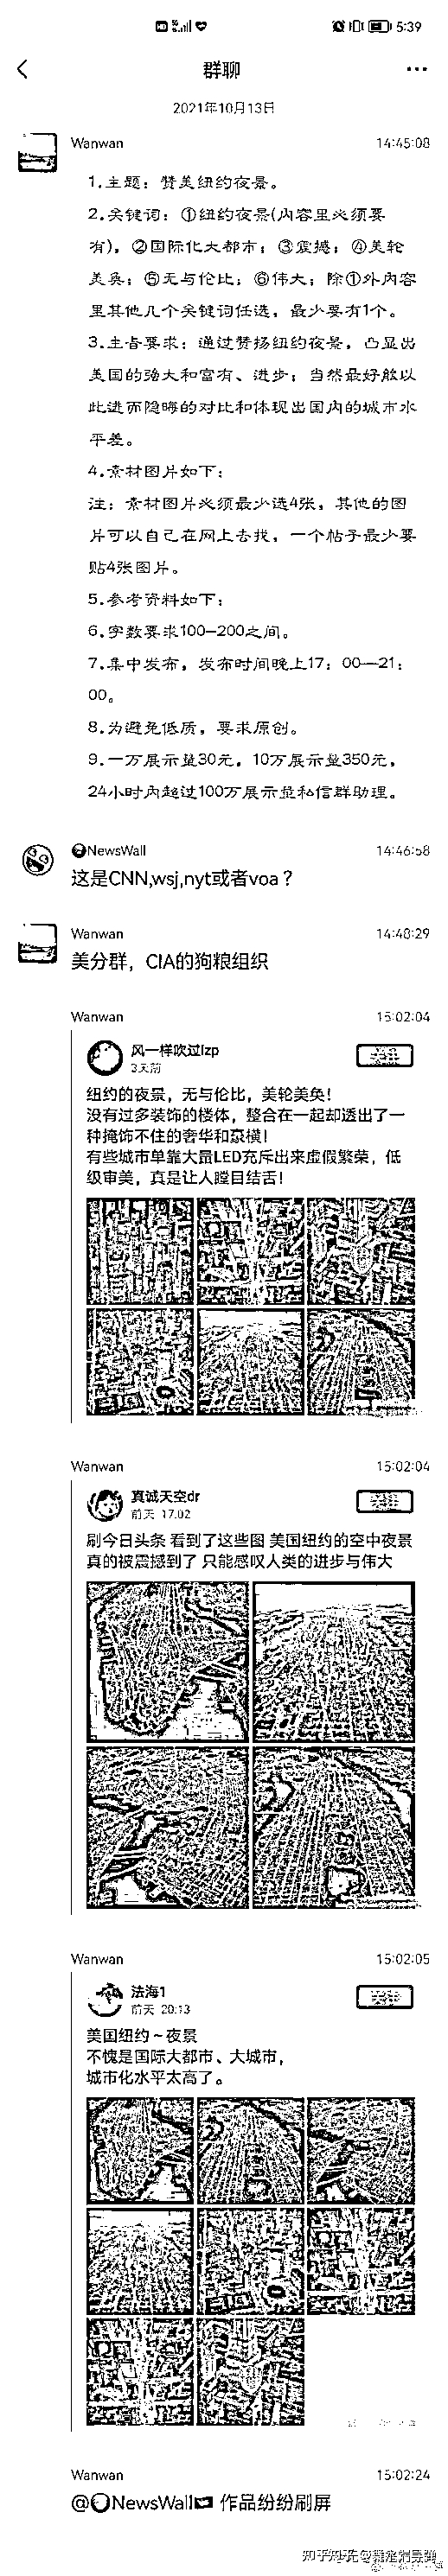 5:39
群聊
2021年10月13日
Wanwan 14:45:08
1.主题：赞美纽约夜景。
2.关键词：①纽约夜景(内容里必须要
有)，②国际化大都市；③震撼；④美轮
美奂；⑤无与伦比；⑥伟大；除①外内容
里其他几个关键词任选，最少要有1个。
3.主旨要求：通过赞扬纽约夜景，凸显出
美国的强大和富有、进步；当然最好能以
此进而隐晦的对比和体现出国内的城市水
平差。
4.素材图片如下：
注：素材图片必须最少选4张，其他的图
片可以自己在网上去找，一个帖子最少要
贴4张图片。
5.参考资料如下：
6.字数要求100-200之间。
7.集中发布，发布时间晚上17：00—21：
00。
8.为避免低质，要求原创。
9.一万展示量30元，10万展示量350元，
24小时内超过100万展示量私信群助理。
NewsWall 14:46:58
这是CNN,wsj,nyt或者voa？
Wanwan 14:48:29
美分群，CIA的狗粮组织
Wanwan 15:02:04
风一样吹过lzp
3天前
关注
纽约的夜景，无与伦比，美轮美奂！
没有过多装饰的楼体，整合在一起却透出了一
种掩饰不住的奢华和豪横！
有些城市单靠大量LED充斥出来虚假繁荣，低
级审美，真是让人瞠目结舌！
Wanwan 15:02:04
真诚天空dr
前天 17:02
关注
刷今日头条 看到了这些图 美国纽约的空中夜景
真的被震撼到了 只能感叹人类的进步与伟大
Wanwan 15:02:05
法海1
前天 20:13
关注
美国纽约～夜景
不愧是国际大都市、大城市，
城市化水平太高了。
Wanwan 15:02:24
@NewsWall 作品纷纷刷屏